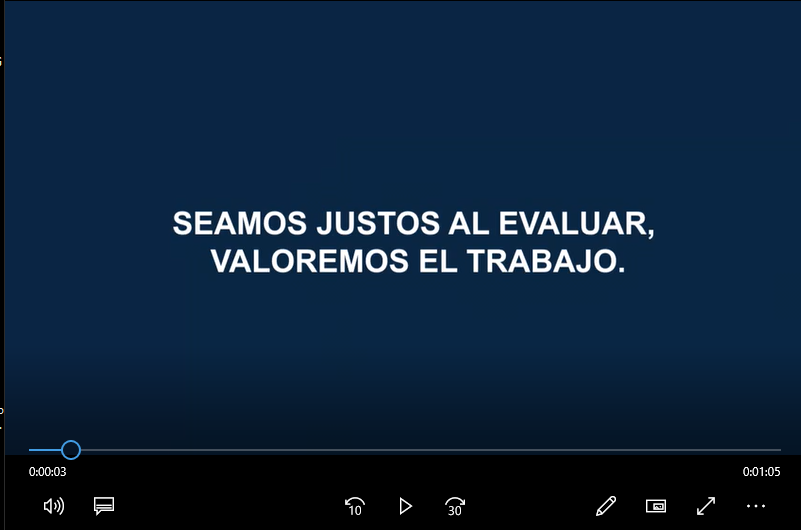 SEAMOS JUSTOS AL EVALUAR,
VALOREMOS EL TRABAJO.
0:00:03
0:01:05
10
30